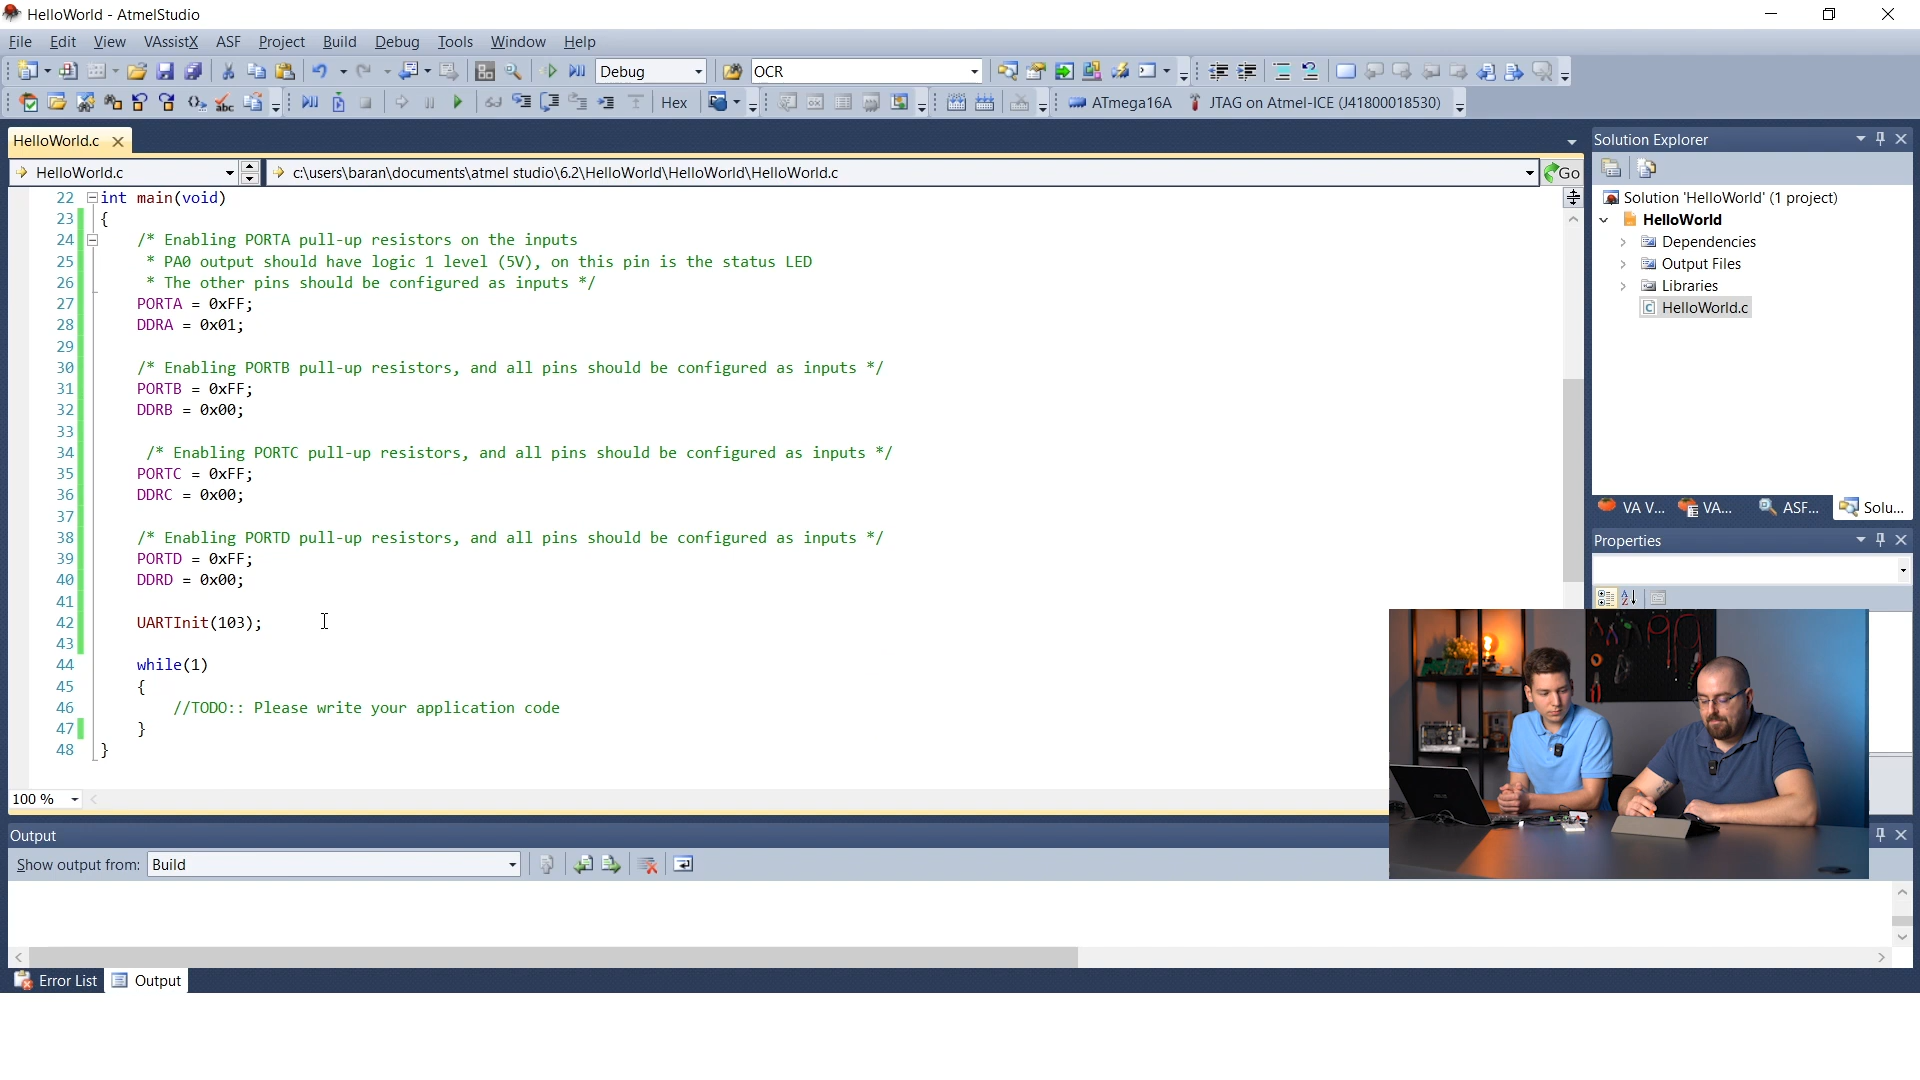 HelloWorld - AtmelStudio
File Edit View VAssistX ASF Project Build Debug Tools Window Help
Debug OCR
Hex ATmega16A JTAG on Atmel-ICE (J41800018530)
HelloWorld.c
HelloWorld.c c:\users\baran\documents\atmel studio\6.2\HelloWorld\HelloWorld\HelloWorld.c Go
22 int main(void)
23 {
24 /* Enabling PORTA pull-up resistors on the inputs
25 * PA0 output should have logic 1 level (5V), on this pin is the status LED
26 * The other pins should be configured as inputs */
27 PORTA = 0xFF;
28 DDRA = 0x01;
29
30 /* Enabling PORTB pull-up resistors, and all pins should be configured as inputs */
31 PORTB = 0xFF;
32 DDRB = 0x00;
33
34 /* Enabling PORTC pull-up resistors, and all pins should be configured as inputs */
35 PORTC = 0xFF;
36 DDRC = 0x00;
37
38 /* Enabling PORTD pull-up resistors, and all pins should be configured as inputs */
39 PORTD = 0xFF;
40 DDRD = 0x00;
41
42 UARTInit(103);
43
44 while(1)
45 {
46 //TODO:: Please write your application code
47 }
48 }
100 %
Solution Explorer
Solution 'HelloWorld' (1 project)
HelloWorld
Dependencies
Output Files
Libraries
HelloWorld.c
VA V... VA... ASF... Solu...
Properties
Output
Show output from: Build
Error List Output